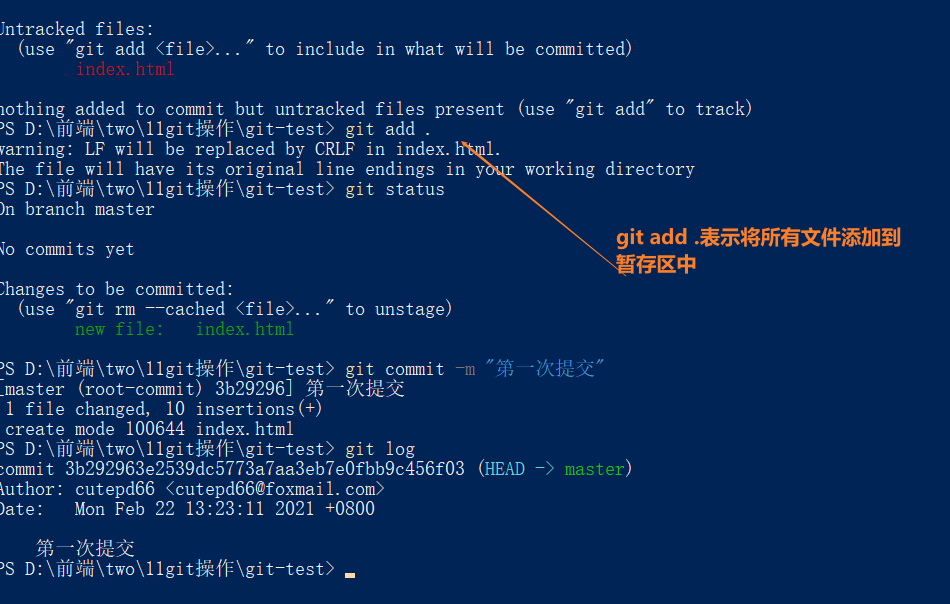 Untracked files:
(use "git add <file>..." to include in what will be committed)
index.html
nothing added to commit but untracked files present (use "git add" to track)
PS D:\前端\two\11git操作\git-test> git add .
warning: LF will be replaced by CRLF in index.html.
The file will have its original line endings in your working directory
PS D:\前端\two\11git操作\git-test> git status
On branch master
No commits yet
git add .表示将所有文件添加到
暂存区中
Changes to be committed:
(use "git rm --cached <file>..." to unstage)
new file:   index.html
PS D:\前端\two\11git操作\git-test> git commit -m "第一次提交"
[master (root-commit) 3b29296] 第一次提交
1 file changed, 10 insertions(+)
create mode 100644 index.html
PS D:\前端\two\11git操作\git-test> git log
commit 3b292963e2539dc5773a7aa3eb7e0fbb9c456f03 (HEAD -> master)
Author: cutepd66 <cutepd66@foxmail.com>
Date:   Mon Feb 22 13:23:11 2021 +0800
第一次提交
PS D:\前端\two\11git操作\git-test>